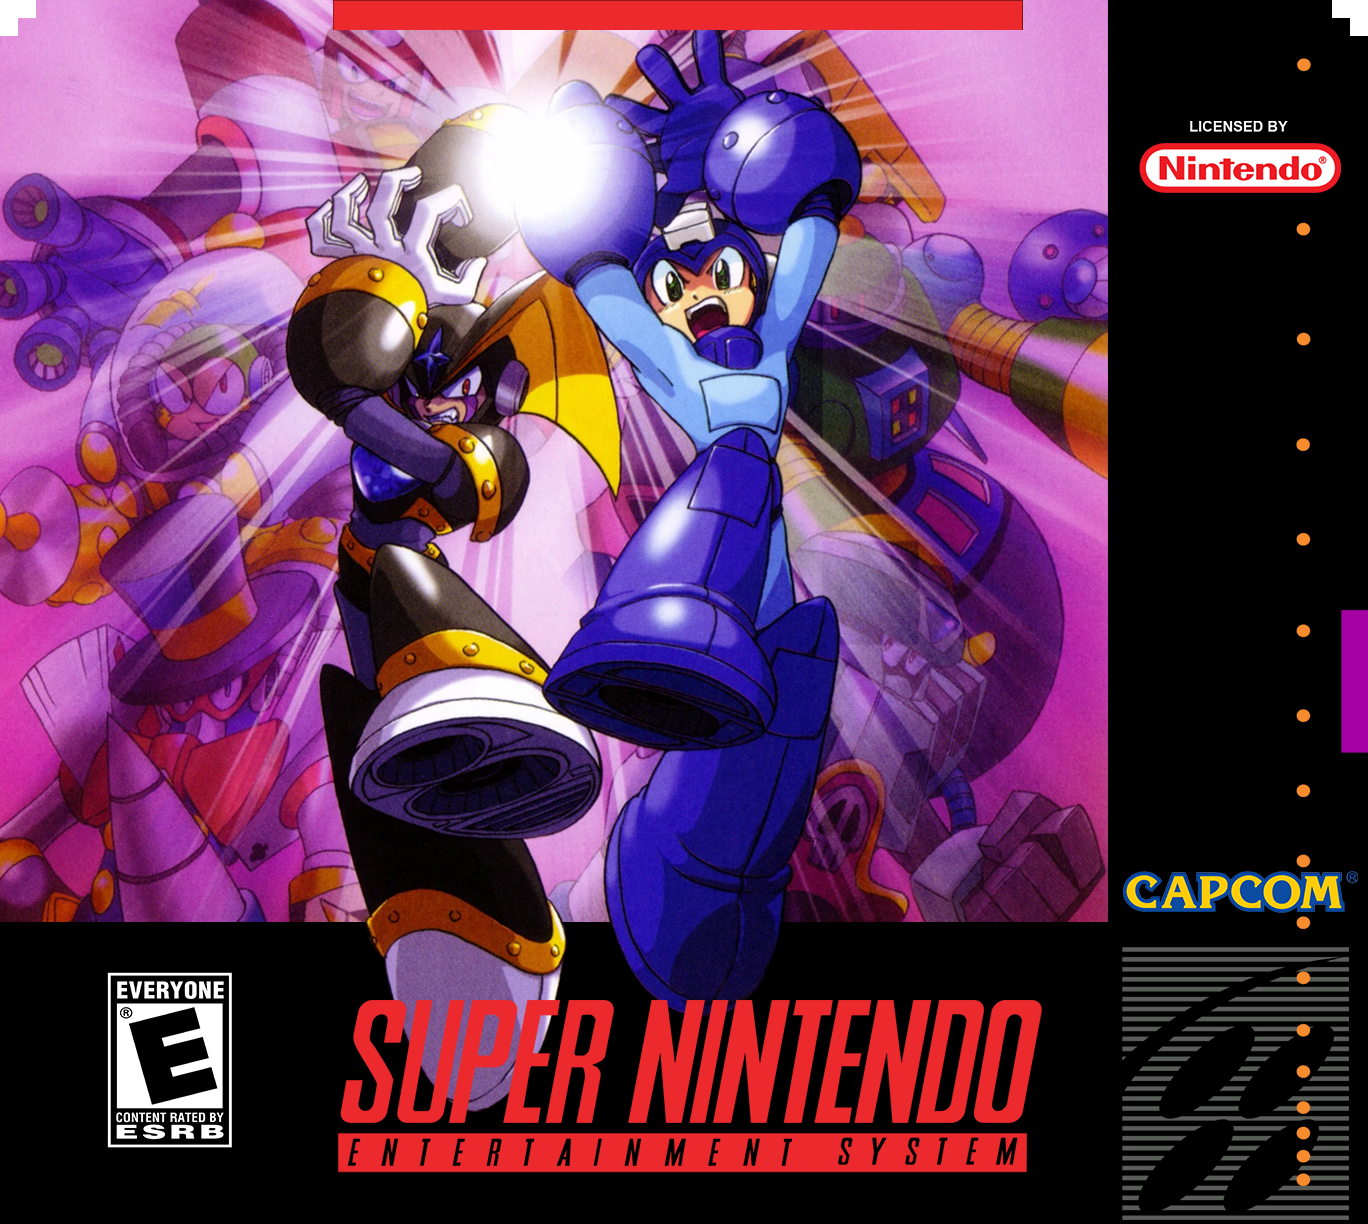 LICENSED BY
Nintendo®
CAPCOM®
EVERYONE
®
E
CONTENT RATED BY
ESRB
SUPER NINTENDO
ENTERTAINMENT SYSTEM